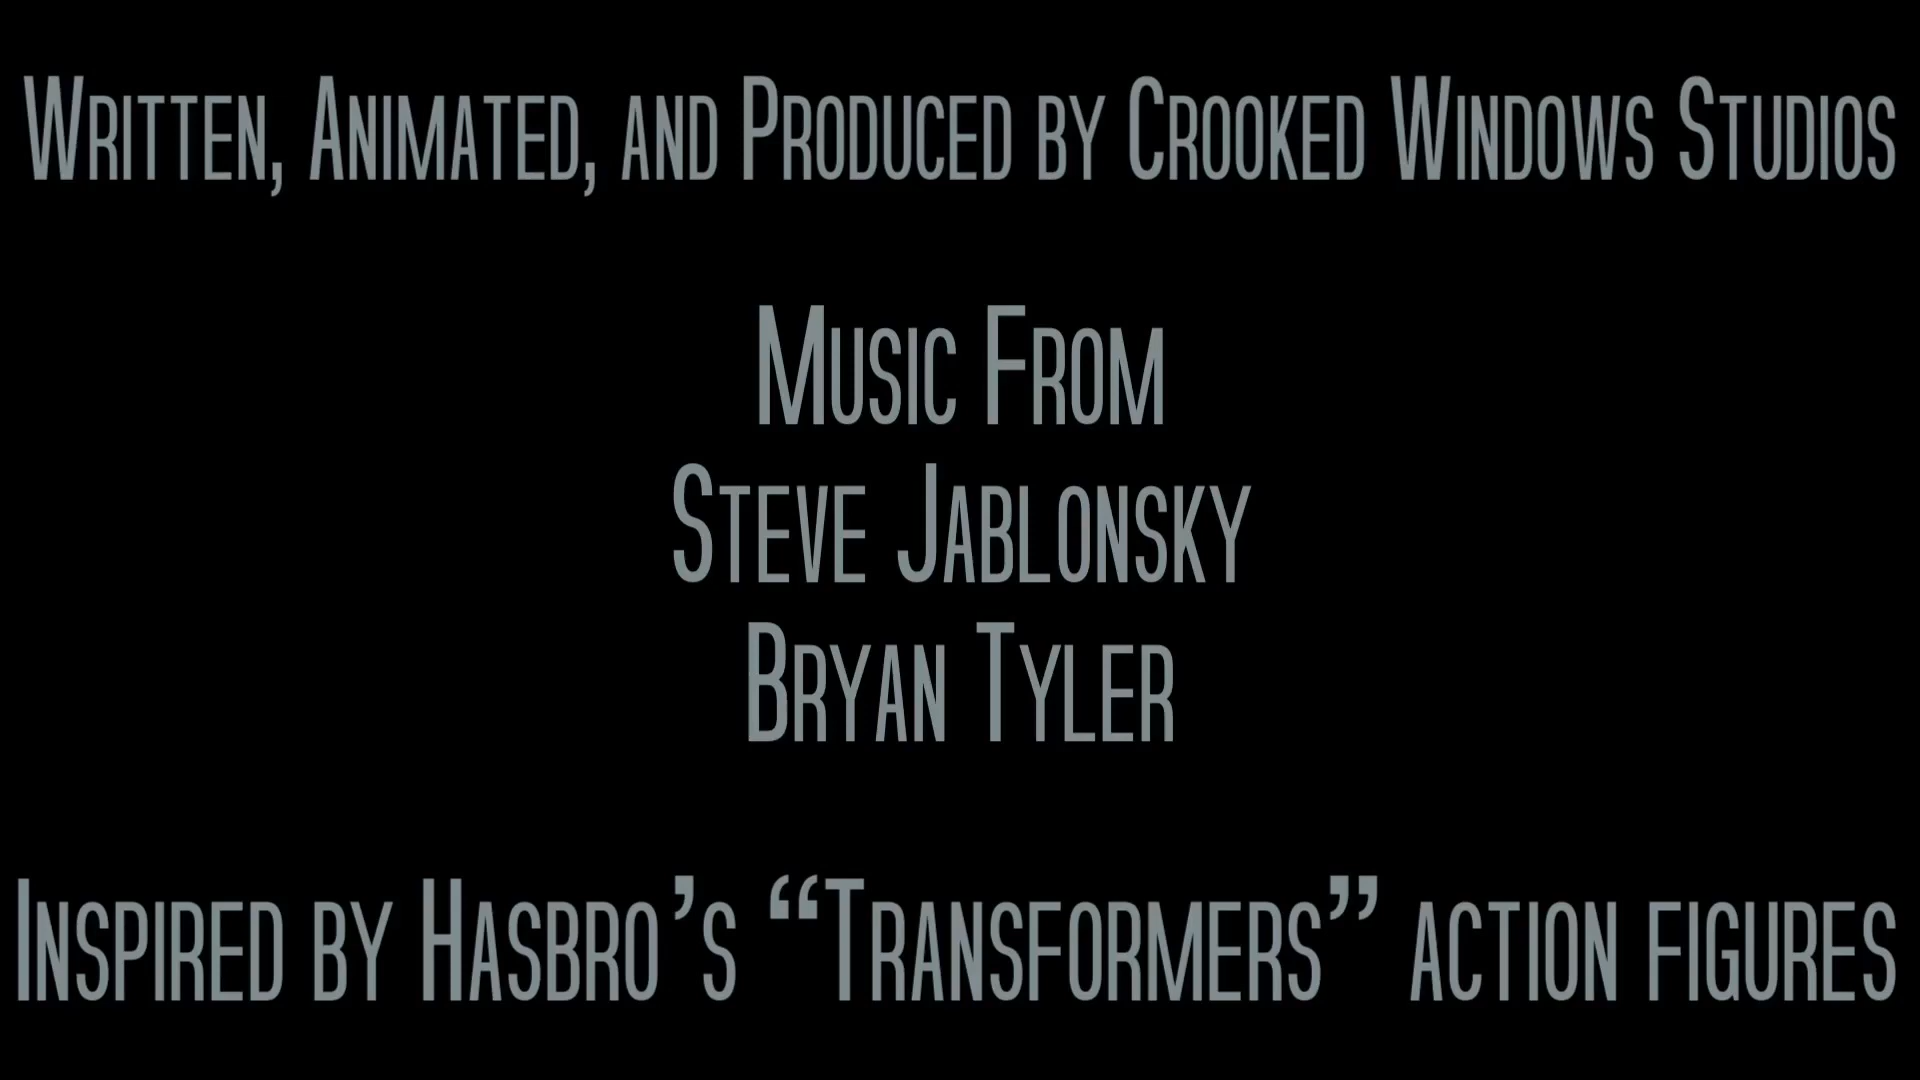 Written, Animated, and Produced by Crooked Windows Studios
Music From
Steve Jablonsky
Bryan Tyler
Inspired by Hasbro’s “Transformers” action figures